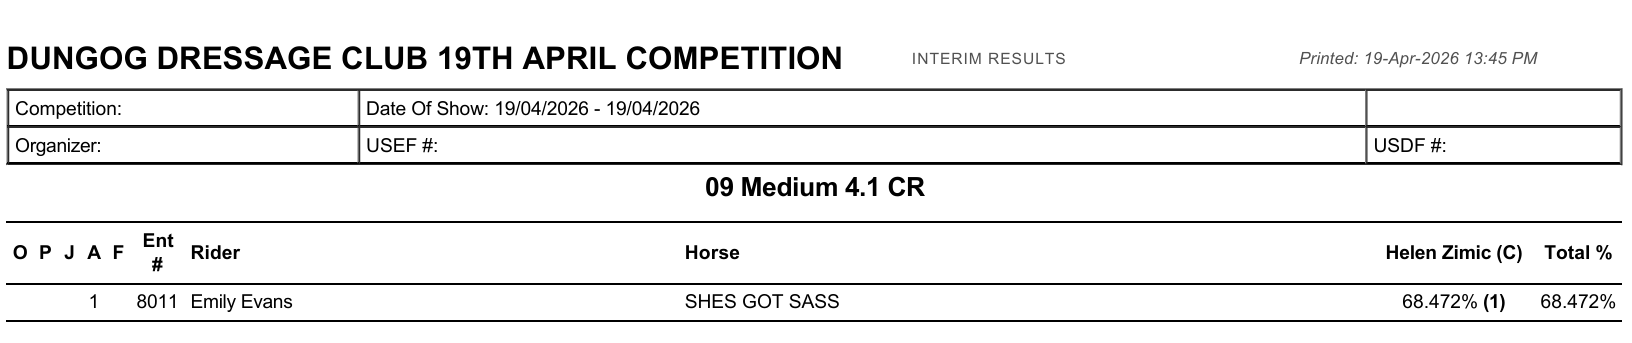 DUNGOG DRESSAGE CLUB 19TH APRIL COMPETITION INTERIM RESULTS Printed: 19-Apr-2026 13:45 PM
Competition: Date Of Show: 19/04/2026 - 19/04/2026
Organizer: USEF #: USDF #:
09 Medium 4.1 CR
O P J A F Ent # Rider Horse Helen Zimic (C) Total %
1 8011 Emily Evans SHES GOT SASS 68.472% (1) 68.472%